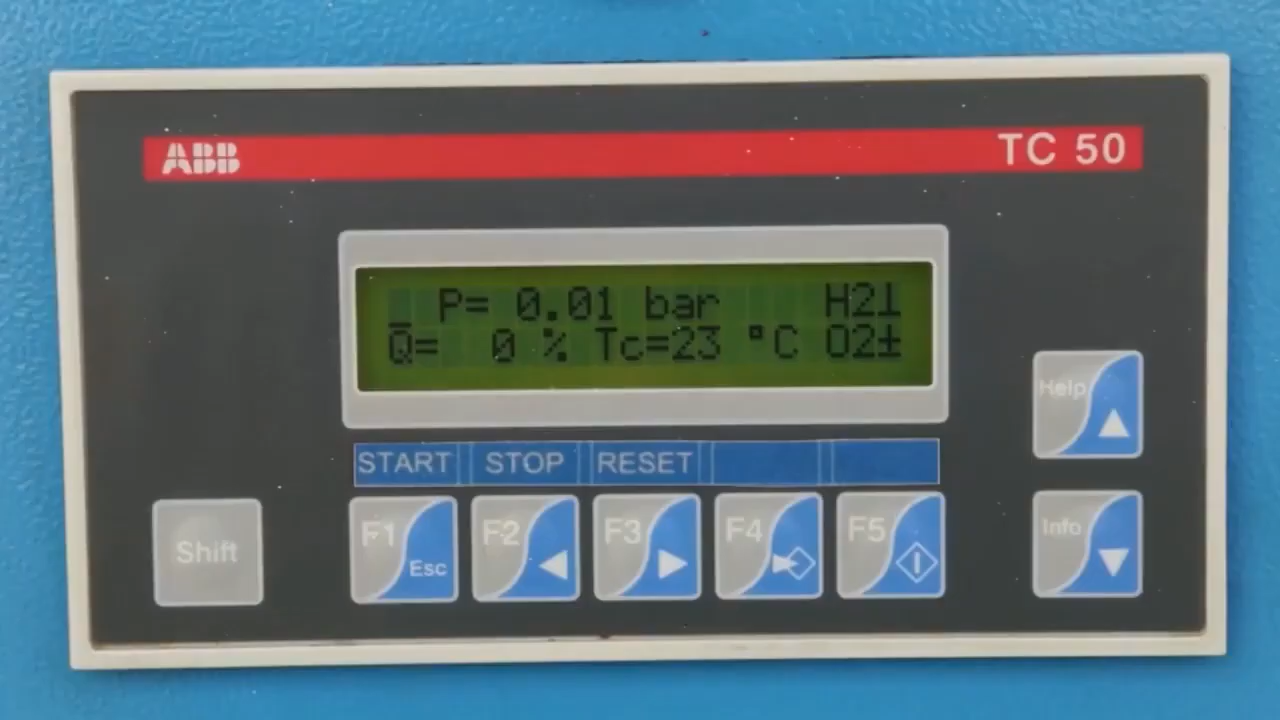 ABB TC 50
_ P= 0.01 bar H2⊥
Q= 0 % Tc=23 °C O2±
START STOP RESET
Help
Shift F1 Esc F2 F3 F4 F5 Info